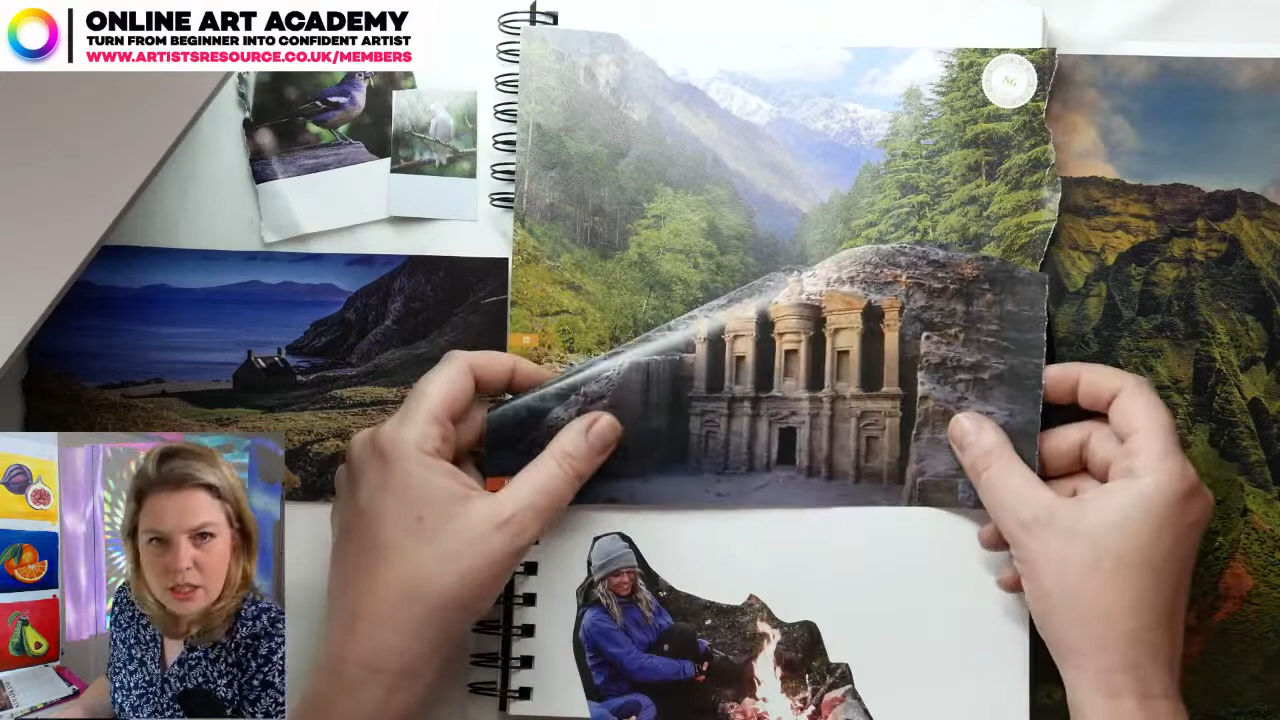 ONLINE ART ACADEMY
TURN FROM BEGINNER INTO CONFIDENT ARTIST
WWW.ARTISTSRESOURCE.CO.UK/MEMBERS